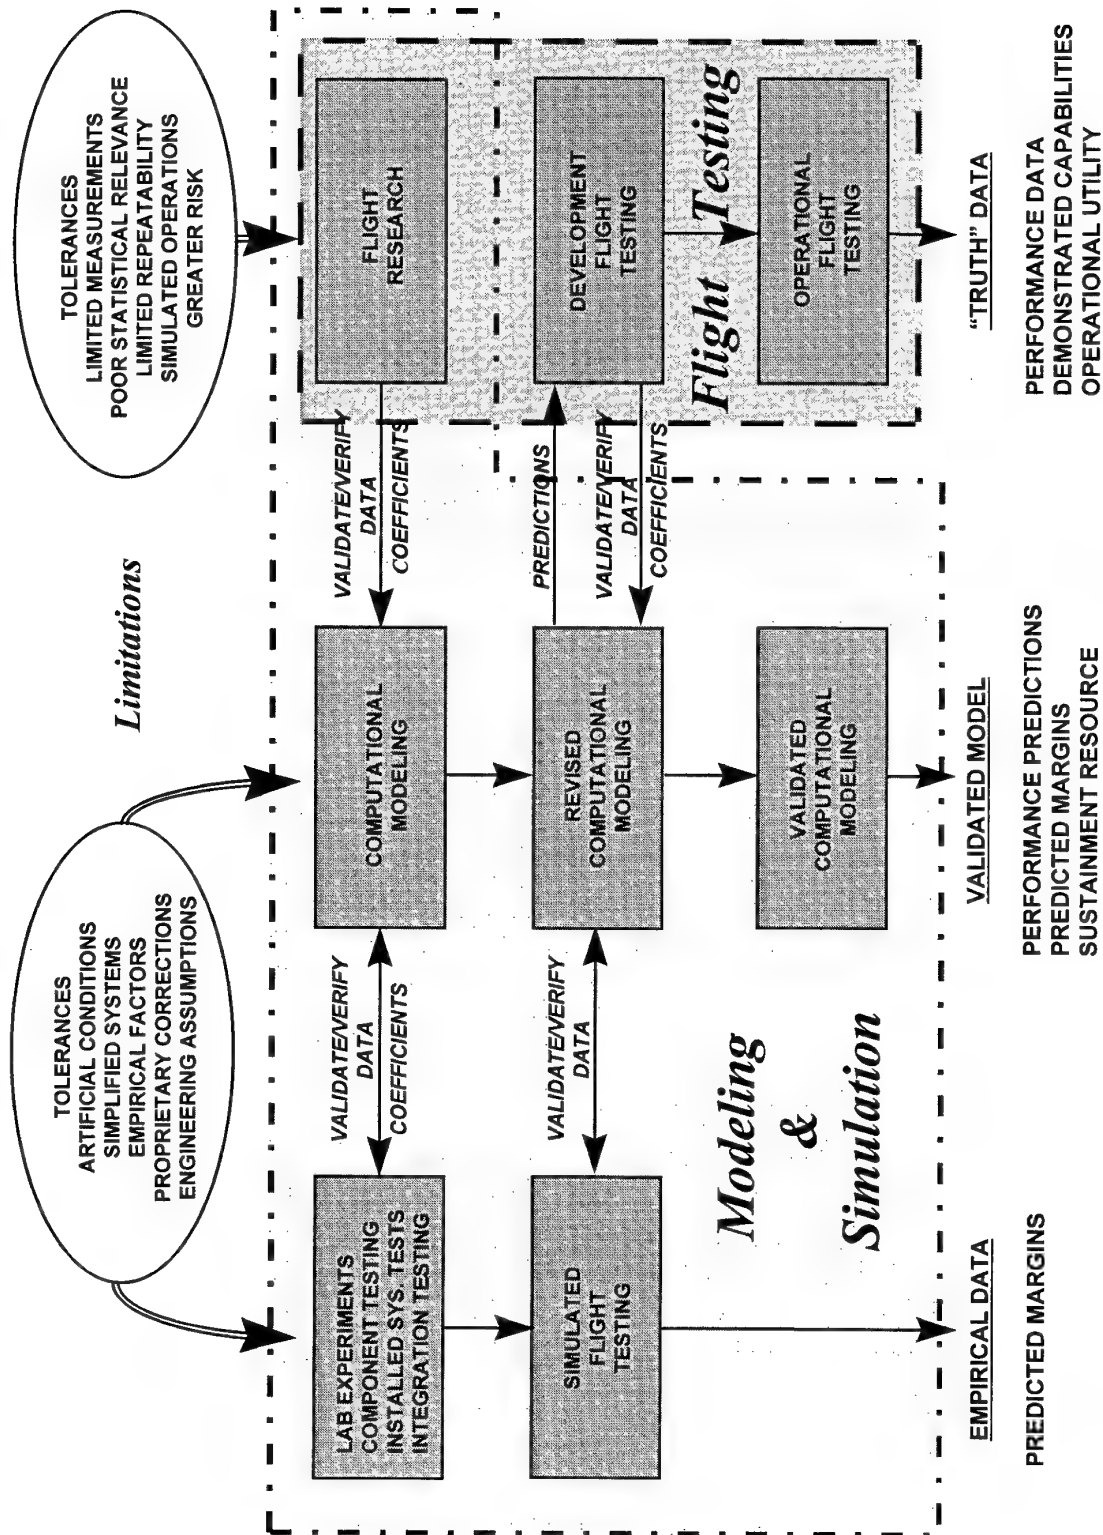 Limitations
TOLERANCES
ARTIFICIAL CONDITIONS
SIMPLIFIED SYSTEMS
EMPIRICAL FACTORS
PROPRIETARY CORRECTIONS
ENGINEERING ASSUMPTIONS
TOLERANCES
LIMITED MEASUREMENTS
POOR STATISTICAL RELEVANCE
LIMITED REPEATABILITY
SIMULATED OPERATIONS
GREATER RISK
LAB EXPERIMENTS
COMPONENT TESTING
INSTALLED SYS. TESTS
INTEGRATION TESTING
VALIDATE/VERIFY
DATA
COEFFICIENTS
COMPUTATIONAL
MODELING
VALIDATE/VERIFY
DATA
COEFFICIENTS
FLIGHT
RESEARCH
SIMULATED
FLIGHT
TESTING
VALIDATE/VERIFY
DATA
REVISED
COMPUTATIONAL
MODELING
PREDICTIONS
VALIDATE/VERIFY
DATA
COEFFICIENTS
DEVELOPMENT
FLIGHT
TESTING
Modeling
&
Simulation
Flight Testing
VALIDATED
COMPUTATIONAL
MODELING
OPERATIONAL
FLIGHT
TESTING
EMPIRICAL DATA
PREDICTED MARGINS
VALIDATED MODEL
PERFORMANCE PREDICTIONS
PREDICTED MARGINS
SUSTAINMENT RESOURCE
“TRUTH” DATA
PERFORMANCE DATA
DEMONSTRATED CAPABILITIES
OPERATIONAL UTILITY